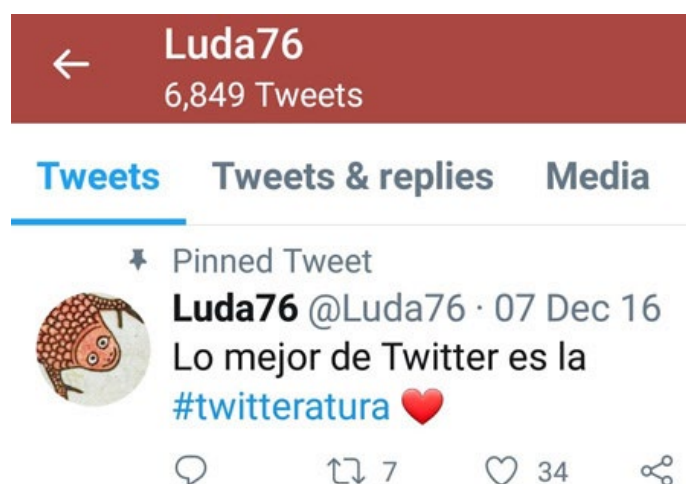 Luda76
6,849 Tweets
Tweets Tweets & replies Media
Pinned Tweet
Luda76 @Luda76 · 07 Dec 16
Lo mejor de Twitter es la
#twitteratura ❤️
7 34